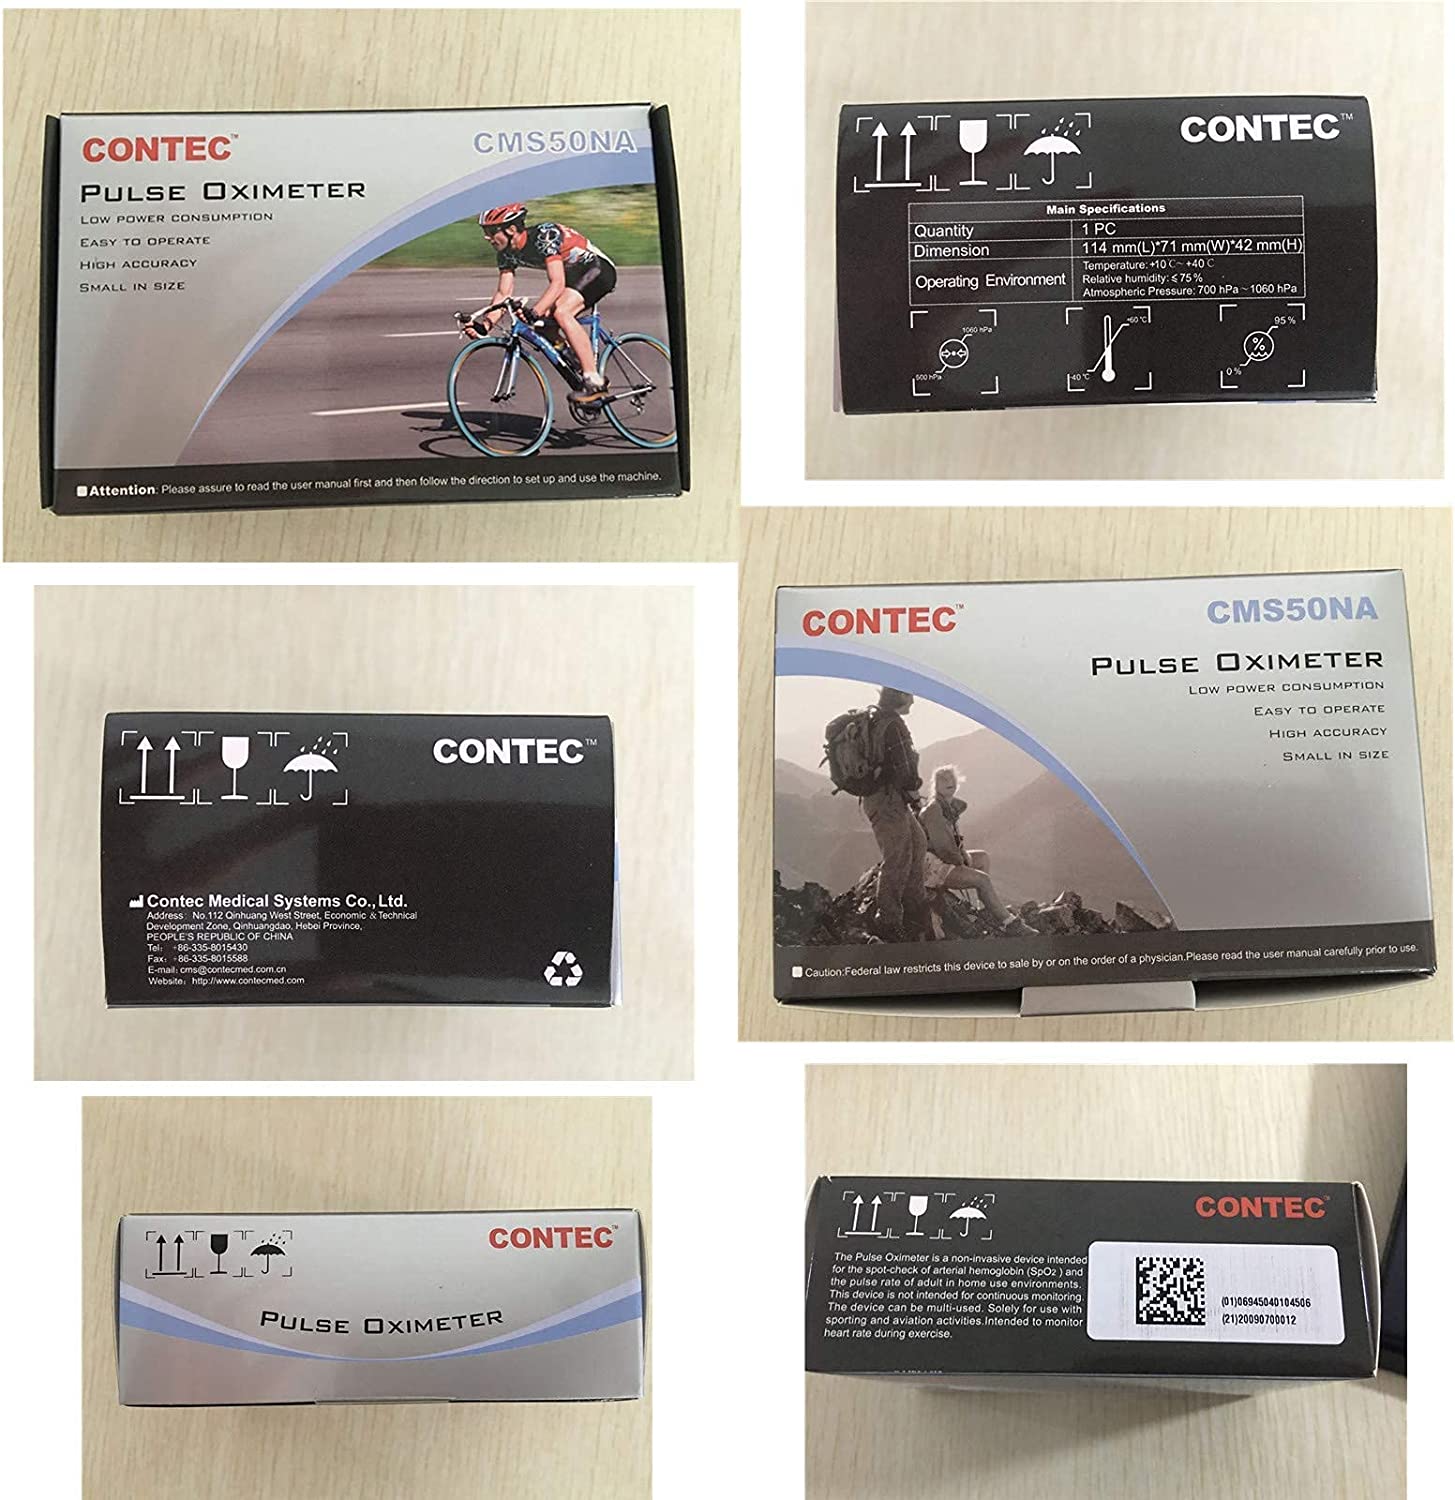 CONTEC™
CMS50NA
PULSE OXIMETER
LOW POWER CONSUMPTION
EASY TO OPERATE
HIGH ACCURACY
SMALL IN SIZE
Attention: Please assure to read the user manual first and then follow the direction to set up and use the machine.
CONTEC™
Main Specifications
Quantity 1 PC
Dimension 114 mm(L)*71 mm(W)*42 mm(H)
Operating Environment
Temperature: +10℃~ +40℃
Relative humidity: ≤75%
Atmospheric Pressure: 700 hPa ~ 1060 hPa
1060 hPa
500 hPa
+60 ℃
-40 ℃
95 %
%
0 %
CONTEC™
Contec Medical Systems Co.,Ltd.
Address: No.112 Qinhuang West Street, Economic & Technical
Development Zone, Qinhuangdao, Hebei Province,
PEOPLE'S REPUBLIC OF CHINA
Tel: +86-335-8015430
Fax: +86-335-8015588
E-mail: cms@contecmed.com.cn
Website: http://www.contecmed.com
CONTEC™
CMS50NA
PULSE OXIMETER
LOW POWER CONSUMPTION
EASY TO OPERATE
HIGH ACCURACY
SMALL IN SIZE
Caution:Federal law restricts this device to sale by or on the order of a physician.Please read the user manual carefully prior to use.
CONTEC™
PULSE OXIMETER
CONTEC™
The Pulse Oximeter is a non-invasive device intended
for the spot-check of arterial hemoglobin (SpO2 ) and
the pulse rate of adult in home use environments.
This device is not intended for continuous monitoring.
The device can be multi-used. Solely for use with
sporting and aviation activities.Intended to monitor
heart rate during exercise.
(01)06945040104506
(21)20090700012